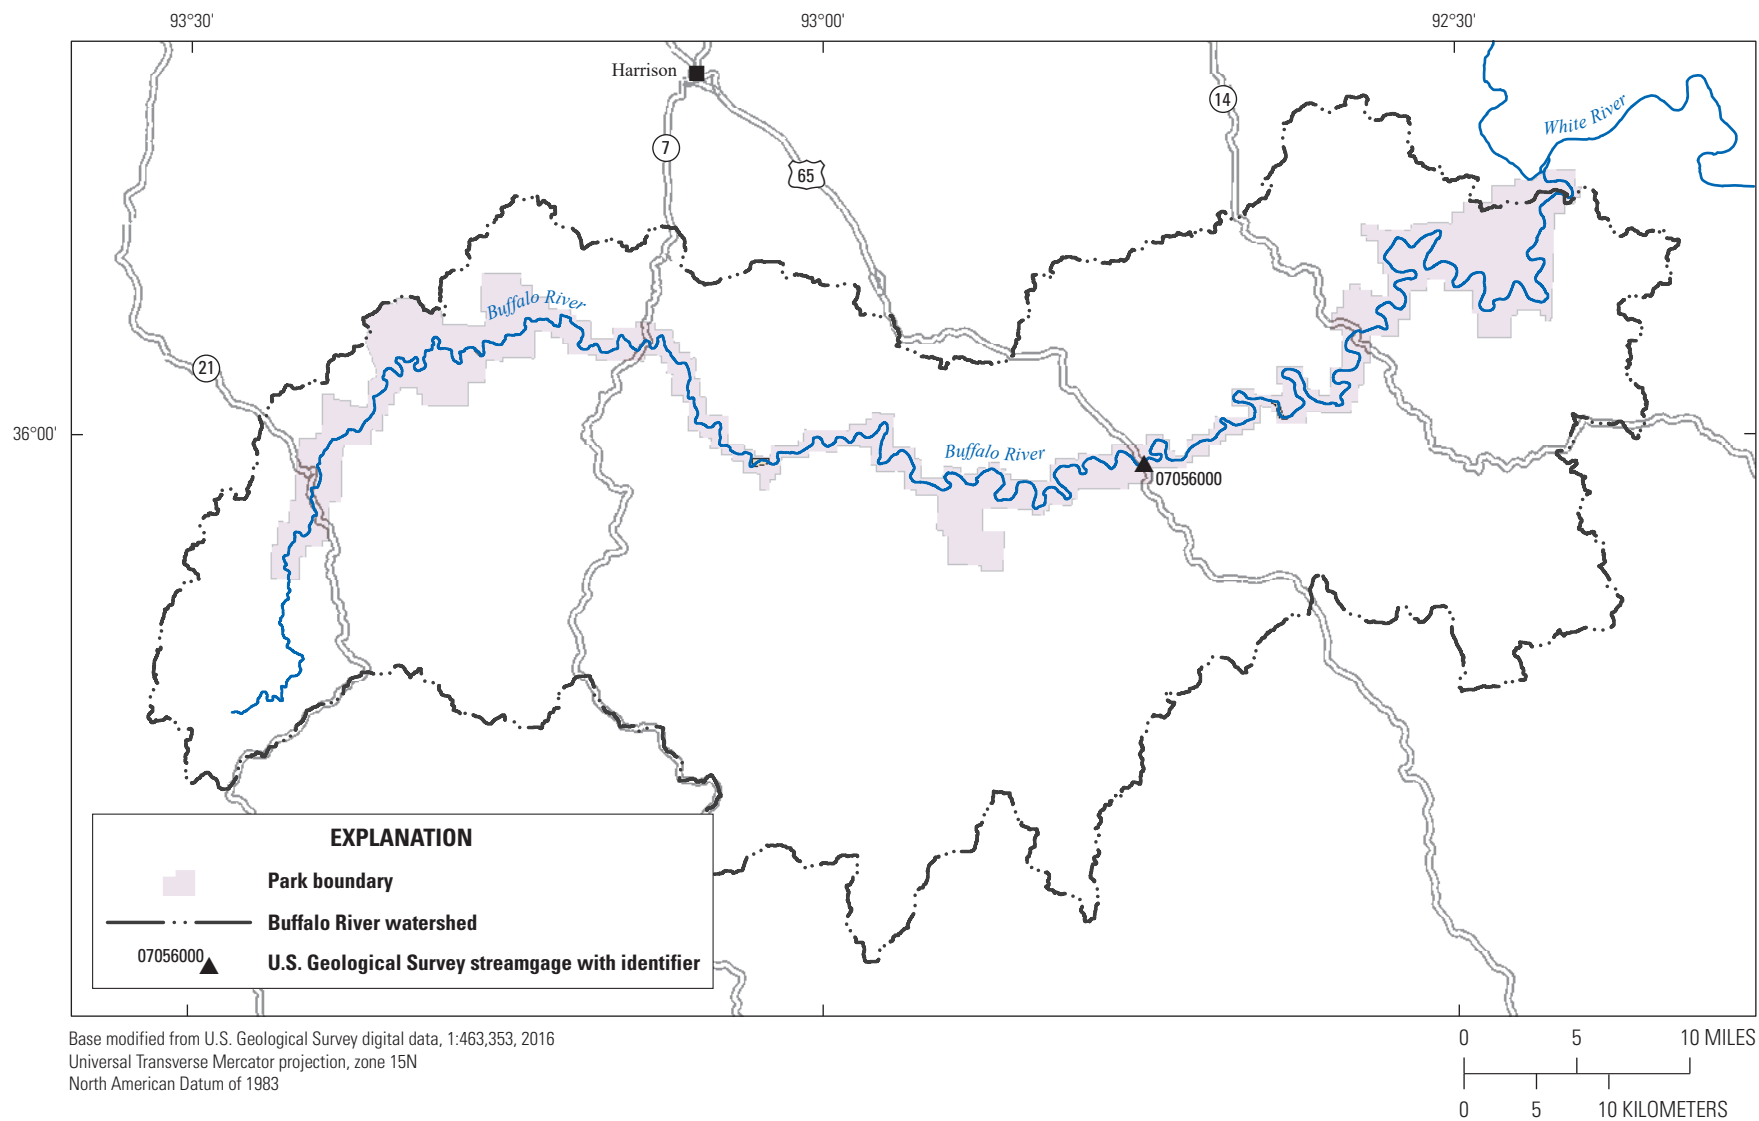 93°30'
93°00'
92°30'
Harrison
14
White River
7
65
Buffalo River
21
36°00'
Buffalo River
07056000
EXPLANATION
Park boundary
Buffalo River watershed
07056000
U.S. Geological Survey streamgage with identifier
Base modified from U.S. Geological Survey digital data, 1:463,353, 2016
Universal Transverse Mercator projection, zone 15N
North American Datum of 1983
0 5 10 MILES
0 5 10 KILOMETERS